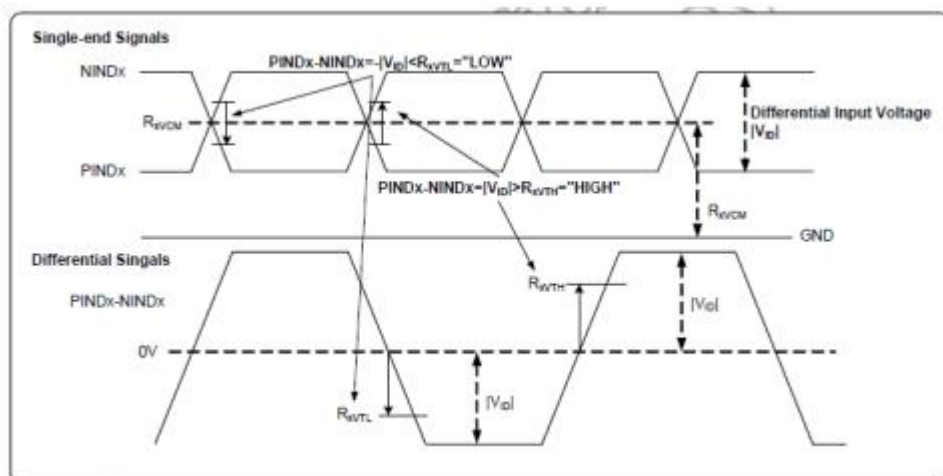 Single-end Signals
PINDx-NINDx=-|VID|<RxVTL="LOW"
NINDx
RxVCM
Differential Input Voltage
|VID|
PINDx
PINDx-NINDx=|VID|>RxVTH="HIGH"
RxVCM
GND
Differential Singals
RxVTH
PINDx-NINDx
|VID|
0V
|VID|
RxVTL